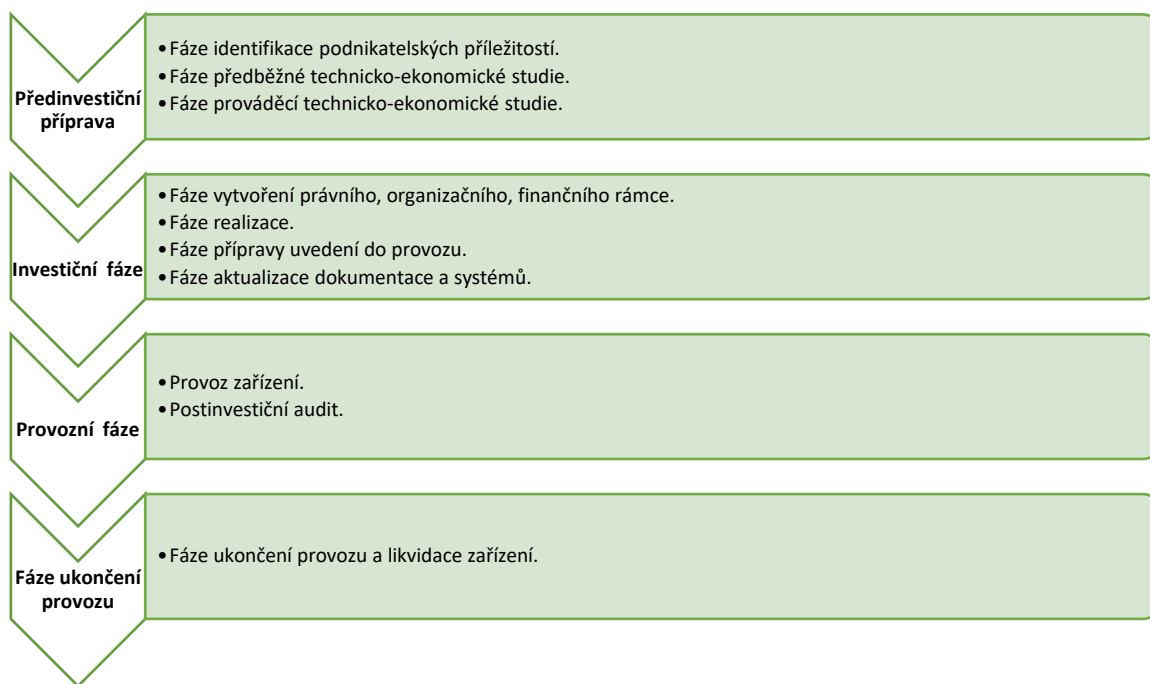 Předinvestiční
příprava
•Fáze identifikace podnikatelských příležitostí.
•Fáze předběžné technicko-ekonomické studie.
•Fáze prováděcí technicko-ekonomické studie.
Investiční fáze
•Fáze vytvoření právního, organizačního, finančního rámce.
•Fáze realizace.
•Fáze přípravy uvedení do provozu.
•Fáze aktualizace dokumentace a systémů.
Provozní fáze
•Provoz zařízení.
•Postinvestiční audit.
Fáze ukončení
provozu
•Fáze ukončení provozu a likvidace zařízení.